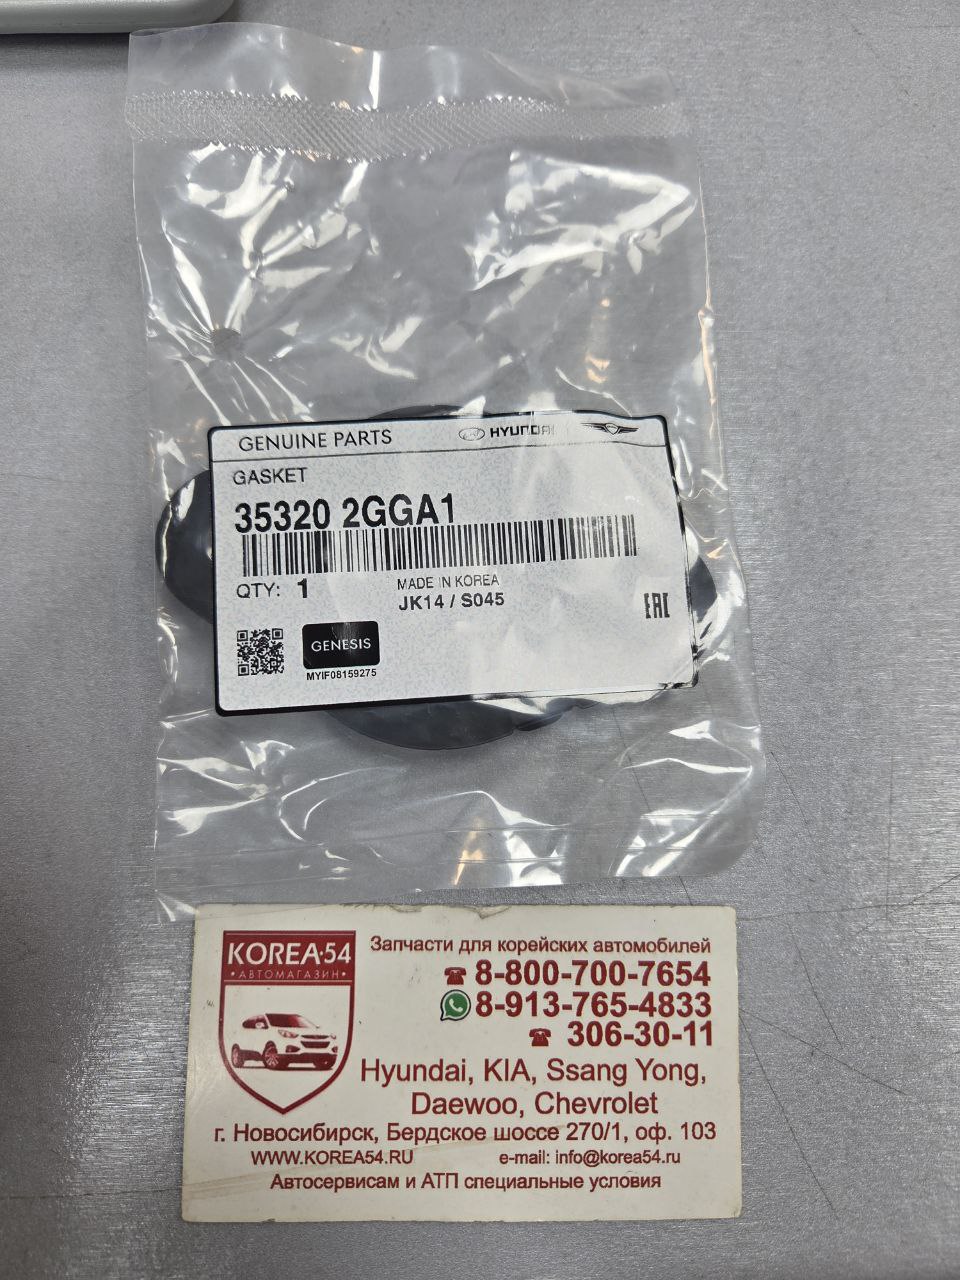 GENUINE PARTS
HYUNDAI
GASKET
35320 2GGA1
QTY: 1
MADE IN KOREA
JK14 / S045
EAC
GENESIS
MYIF08159275
KOREA·54
•АВТОМАГАЗИН•
Запчасти для корейских автомобилей
8-800-700-7654
8-913-765-4833
306-30-11
Hyundai, KIA, Ssang Yong,
Daewoo, Chevrolet
г. Новосибирск, Бердское шоссе 270/1, оф. 103
WWW.KOREA54.RU e-mail: info@korea54.ru
Автосервисам и АТП специальные условия